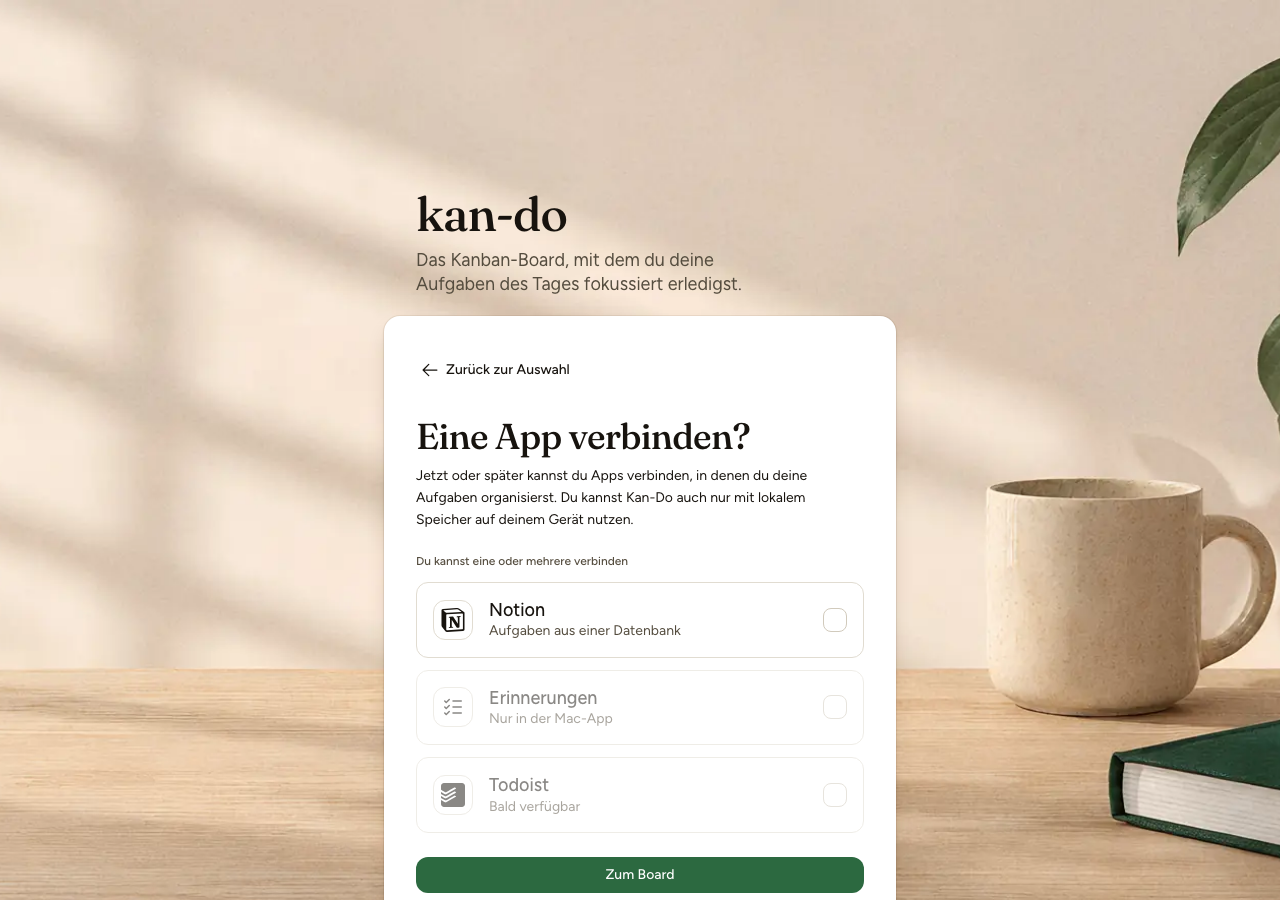 kan-do
Das Kanban-Board, mit dem du deine
Aufgaben des Tages fokussiert erledigst.
Zurück zur Auswahl
Eine App verbinden?
Jetzt oder später kannst du Apps verbinden, in denen du deine
Aufgaben organisierst. Du kannst Kan-Do auch nur mit lokalem
Speicher auf deinem Gerät nutzen.
Du kannst eine oder mehrere verbinden
N
Notion
Aufgaben aus einer Datenbank
Erinnerungen
Nur in der Mac-App
Todoist
Bald verfügbar
Zum Board